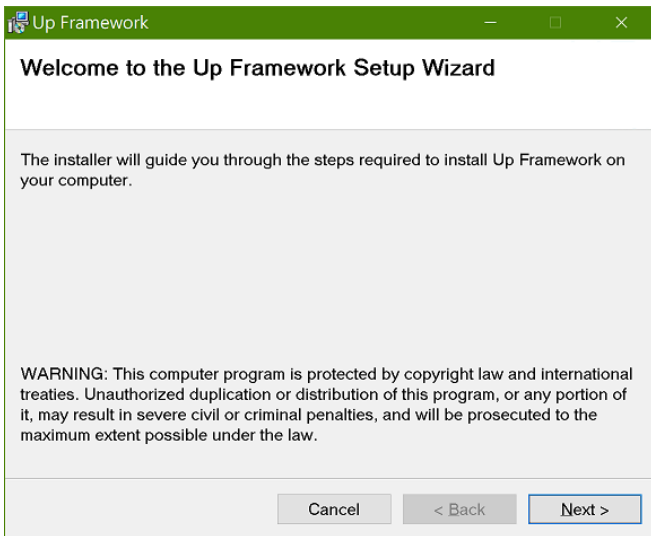 Up Framework
Welcome to the Up Framework Setup Wizard
The installer will guide you through the steps required to install Up Framework on
your computer.
WARNING: This computer program is protected by copyright law and international
treaties. Unauthorized duplication or distribution of this program, or any portion of
it, may result in severe civil or criminal penalties, and will be prosecuted to the
maximum extent possible under the law.
Cancel < Back Next >